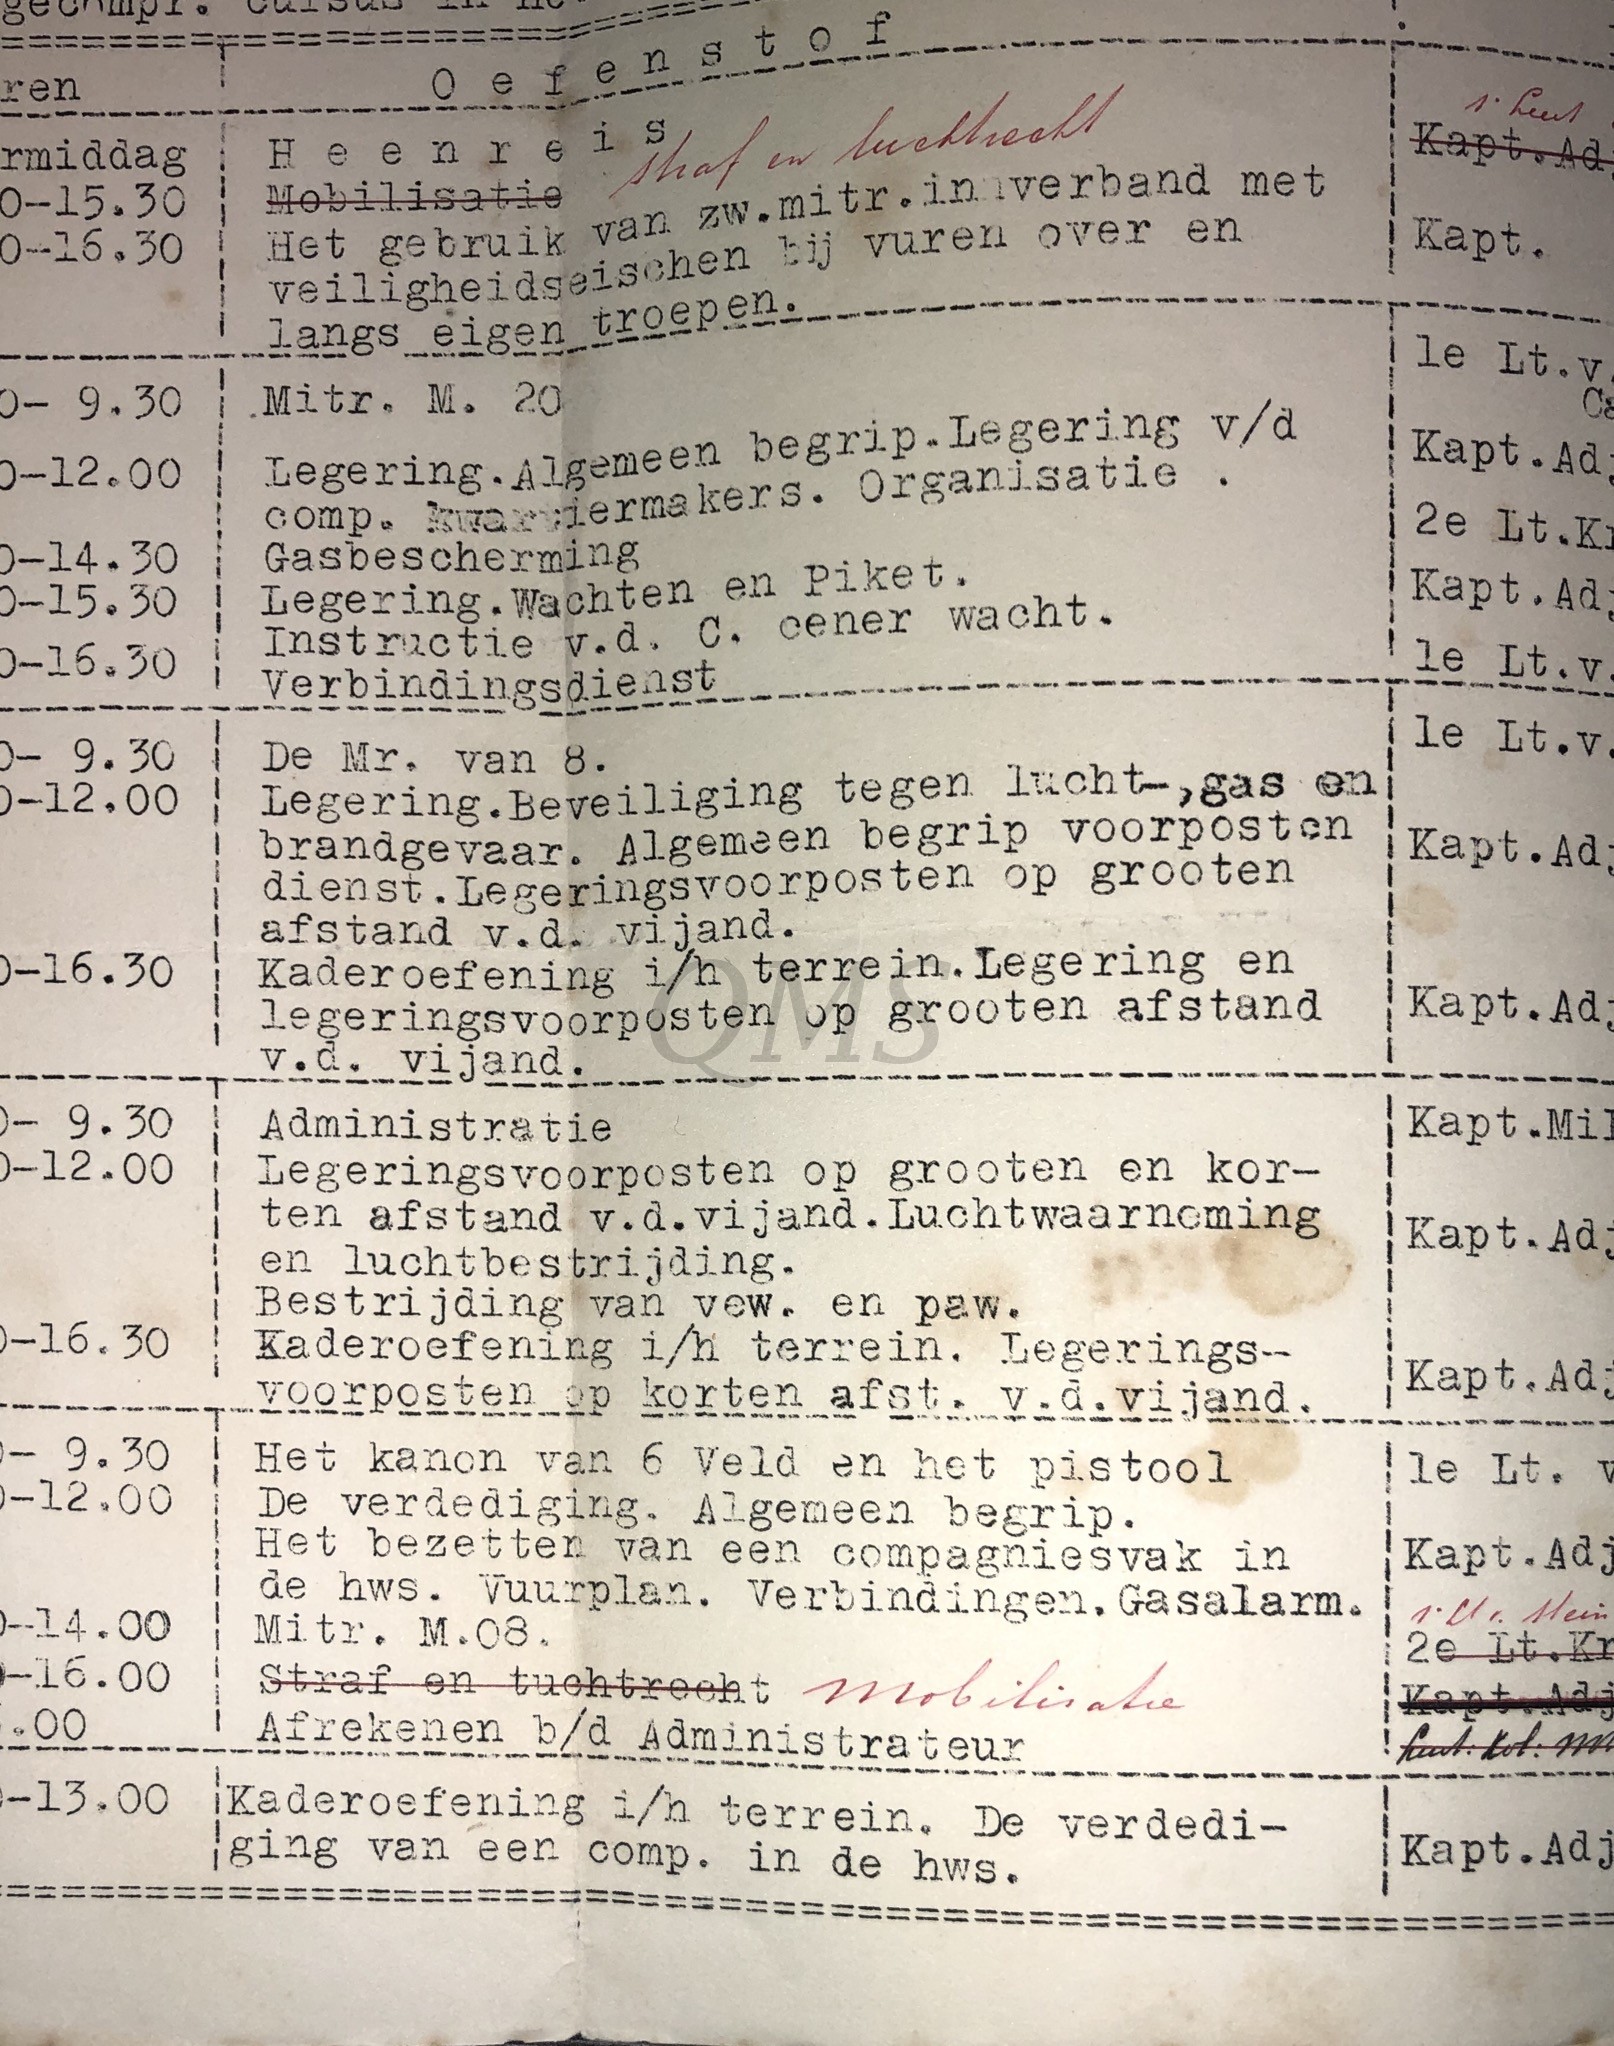 gecompr. cursus in he
ren Oefenstof
rmiddag Heenreis straf en tuchtrecht
0-15.30 Mobilisatie Kapt.Adj
0-16.30 Het gebruik van zw.mitr.in verband met Kapt.
veiligheidseischen bij vuren over en
langs eigen troepen.
0- 9.30 Mitr. M. 20 1e Lt.v.
0-12.00 Legering.Algemeen begrip.Legering v/d Kapt.Adj
comp. kwartiermakers. Organisatie .
0-14.30 Gasbescherming 2e Lt.Kr
0-15.30 Legering.Wachten en Piket. Kapt.Adj
Instructie v.d. C. eener wacht.
0-16.30 Verbindingsdienst 1e Lt.v.
0- 9.30 De Mr. van 8. 1e Lt.v.
0-12.00 Legering.Beveiliging tegen lucht-,gas en
brandgevaar. Algemeen begrip voorposten Kapt.Adj
dienst.Legeringsvoorposten op grooten
afstand v.d. vijand.
0-16.30 Kaderoefening i/h terrein.Legering en
legeringsvoorposten op grooten afstand Kapt.Adj
v.d. vijand.
QMS
0- 9.30 Administratie Kapt.Mil
0-12.00 Legeringsvoorposten op grooten en kor-
ten afstand v.d.vijand.Luchtwaarneming Kapt.Adj
en luchtbestrijding.
Bestrijding van vew. en paw.
0-16.30 Kaderoefening i/h terrein. Legerings-
voorposten op korten afst. v.d.vijand. Kapt.Adj
0- 9.30 Het kanon van 6 Veld en het pistool 1e Lt. v
0-12.00 De verdediging. Algemeen begrip.
Het bezetten van een compagniesvak in Kapt.Adj
de hws. Vuurplan. Verbindingen.Gasalarm.
0-14.00 Mitr. M.08. 2e Lt.Kr
0-16.00 Straf en tuchtrecht Mobilisatie Kapt.Adj
.00 Afrekenen b/d Administrateur
-13.00 Kaderoefening i/h terrein. De verdedi-
ging van een comp. in de hws. Kapt.Adj